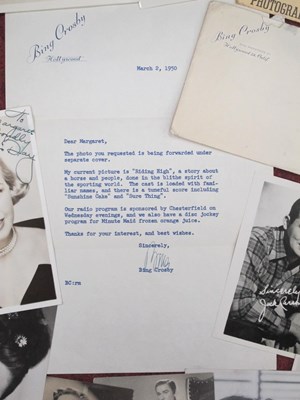 PHOTOGRA
Bing Crosby
Hollywood
March 2, 1950
Bing Crosby
Hollywood
Dear Margaret,
The photo you requested is being forwarded under
separate cover.
My current picture is "Riding High", a story about
a horse and people, done in the blithe spirit of
the sporting world. The cast is loaded with fami-
liar names, and there is a tuneful score including
"Sunshine Cake" and "Sure Thing".
Our radio program is sponsored by Chesterfield on
Wednesday evenings, and we also have a disc jockey
program for Minute Maid frozen orange juice.
Thanks for your interest, and best wishes.
Sincerely,
Bing
Bing Crosby
BC:rm
To
Margaret
Sincerely
Jack